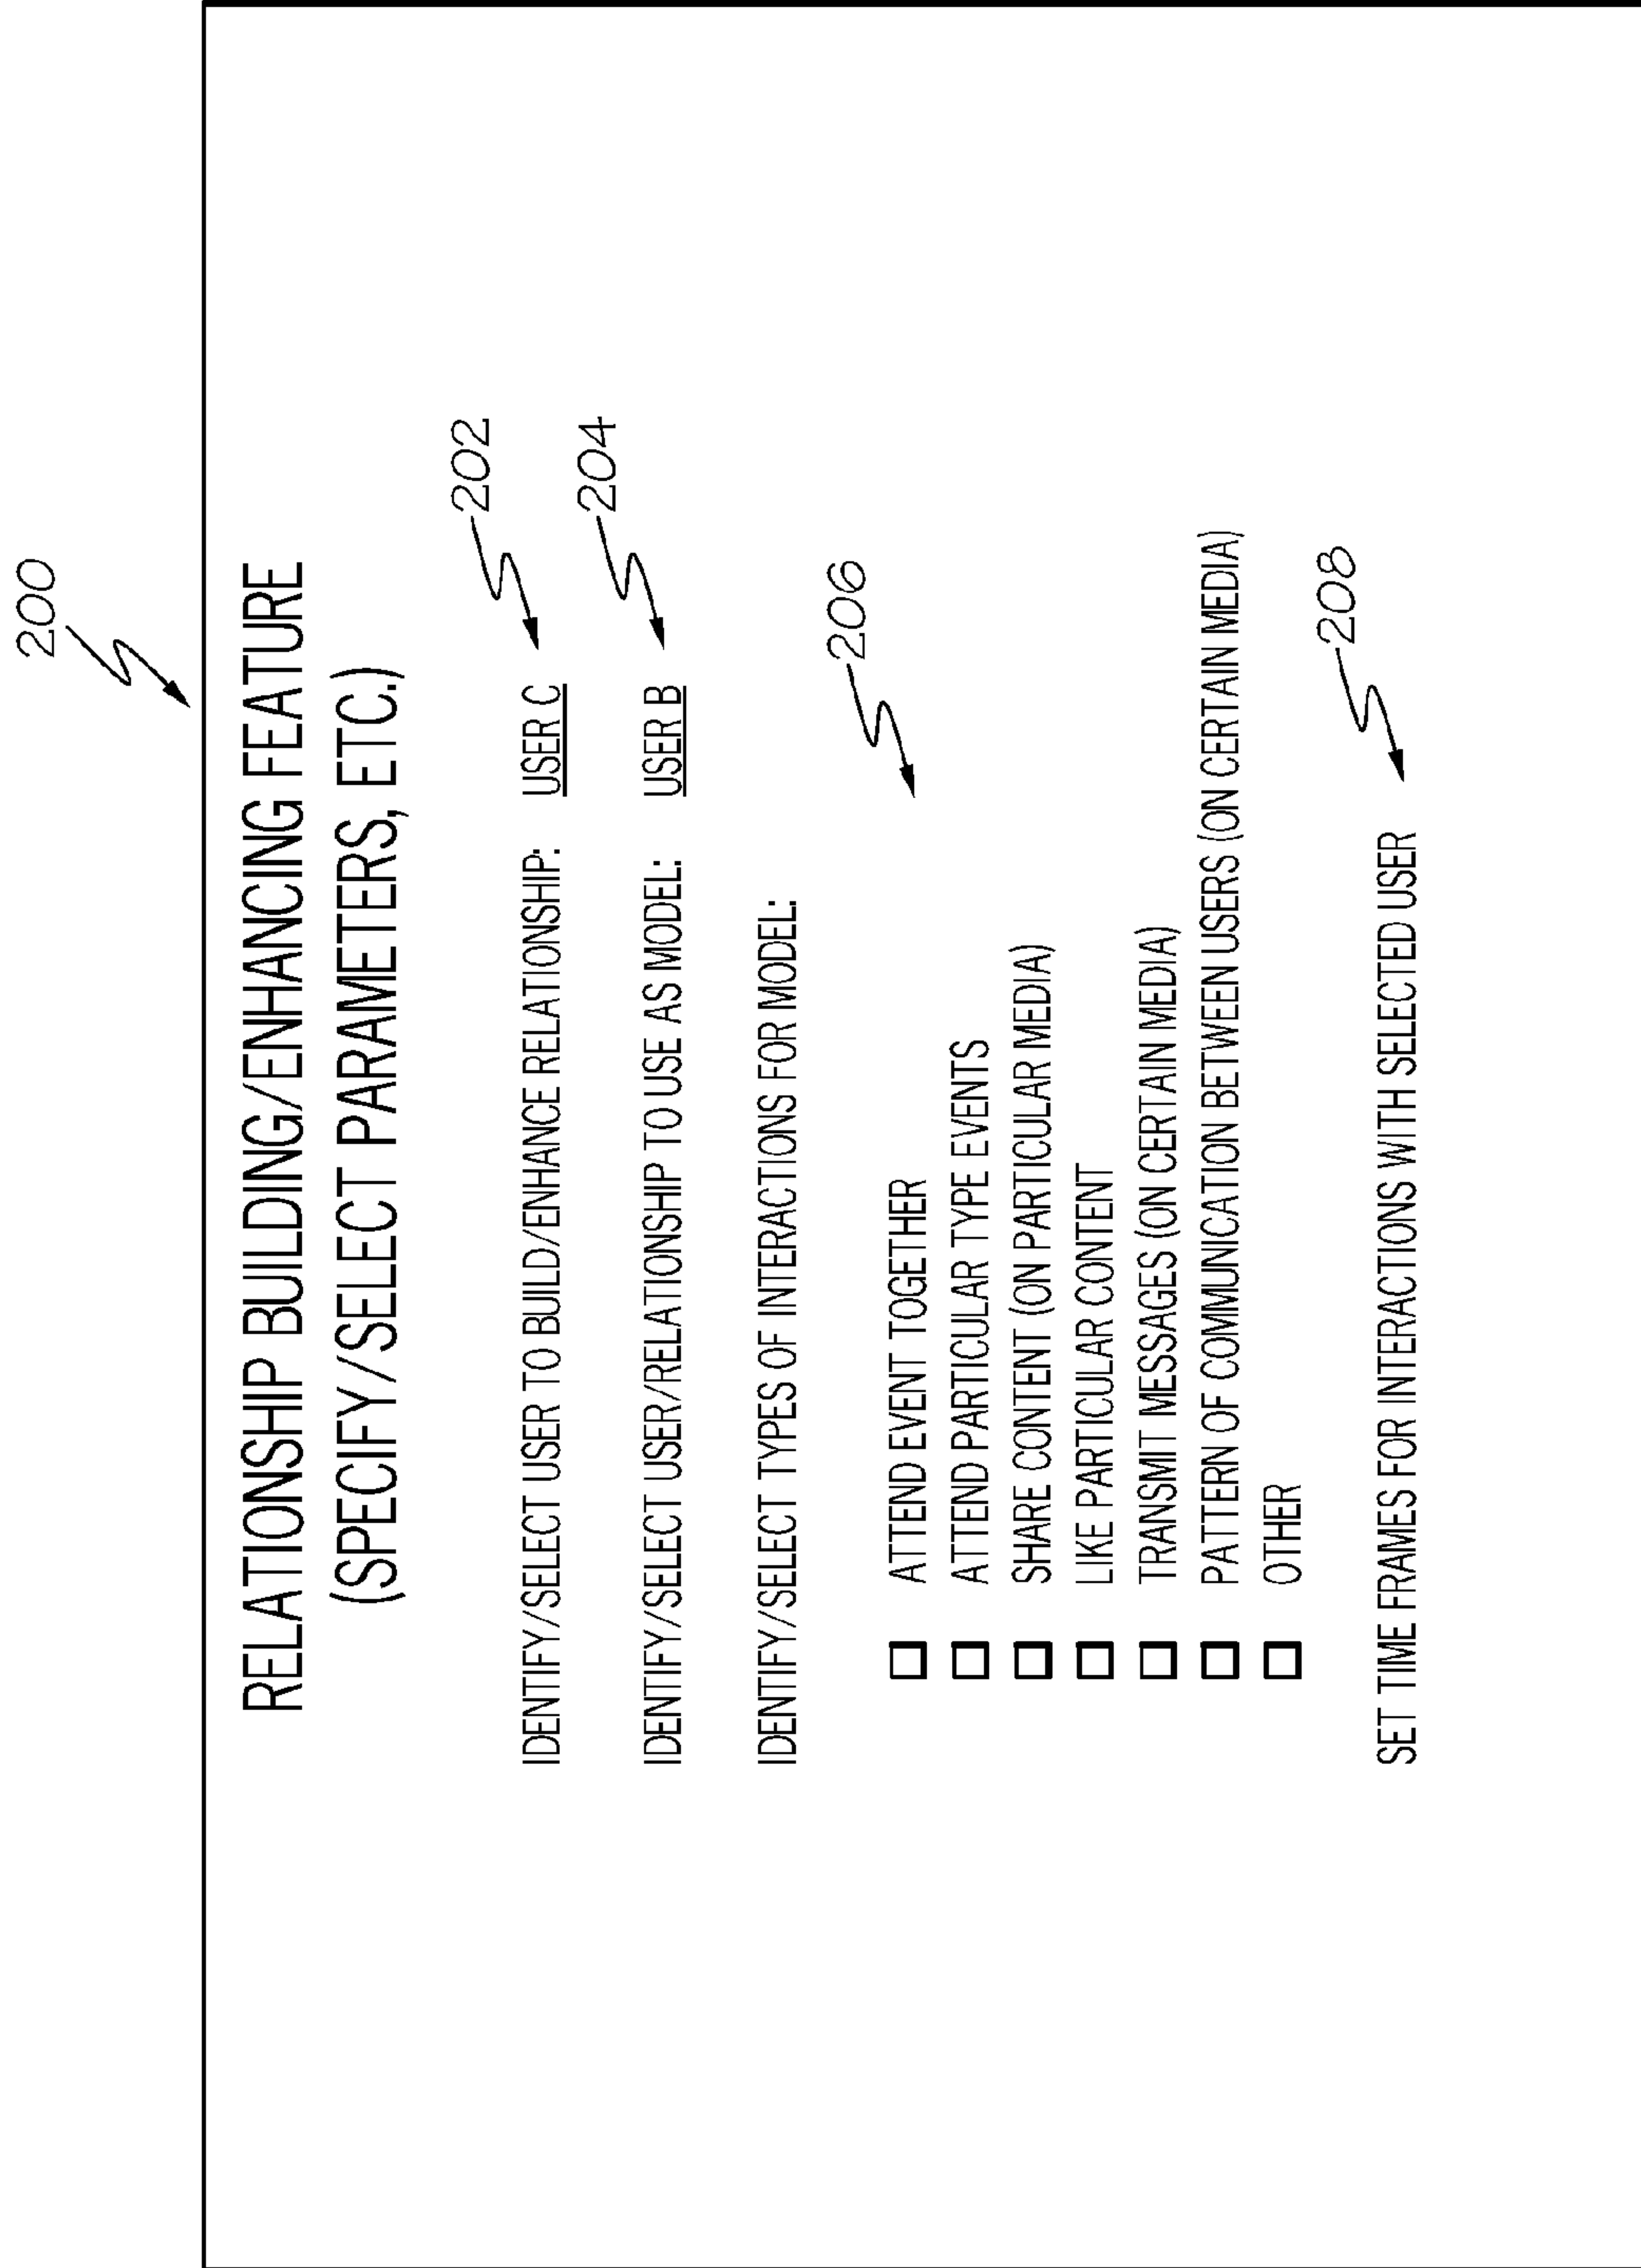 200
RELATIONSHIP BUILDING/ENHANCING FEATURE
(SPECIFY/SELECT PARAMETERS, ETC.)
202
IDENTIFY/SELECT USER TO BUILD/ENHANCE RELATIONSHIP: USER C
204
IDENTIFY/SELECT USER/RELATIONSHIP TO USE AS MODEL: USER B
IDENTIFY/SELECT TYPES OF INTERACTIONS FOR MODEL:
206
ATTEND EVENT TOGETHER
ATTEND PARTICULAR TYPE EVENTS
SHARE CONTENT (ON PARTICULAR MEDIA)
LIKE PARTICULAR CONTENT
TRANSMIT MESSAGES (ON CERTAIN MEDIA)
PATTERN OF COMMUNICATION BETWEEN USERS (ON CERTAIN MEDIA)
OTHER
208
SET TIME FRAMES FOR INTERACTIONS WITH SELECTED USER